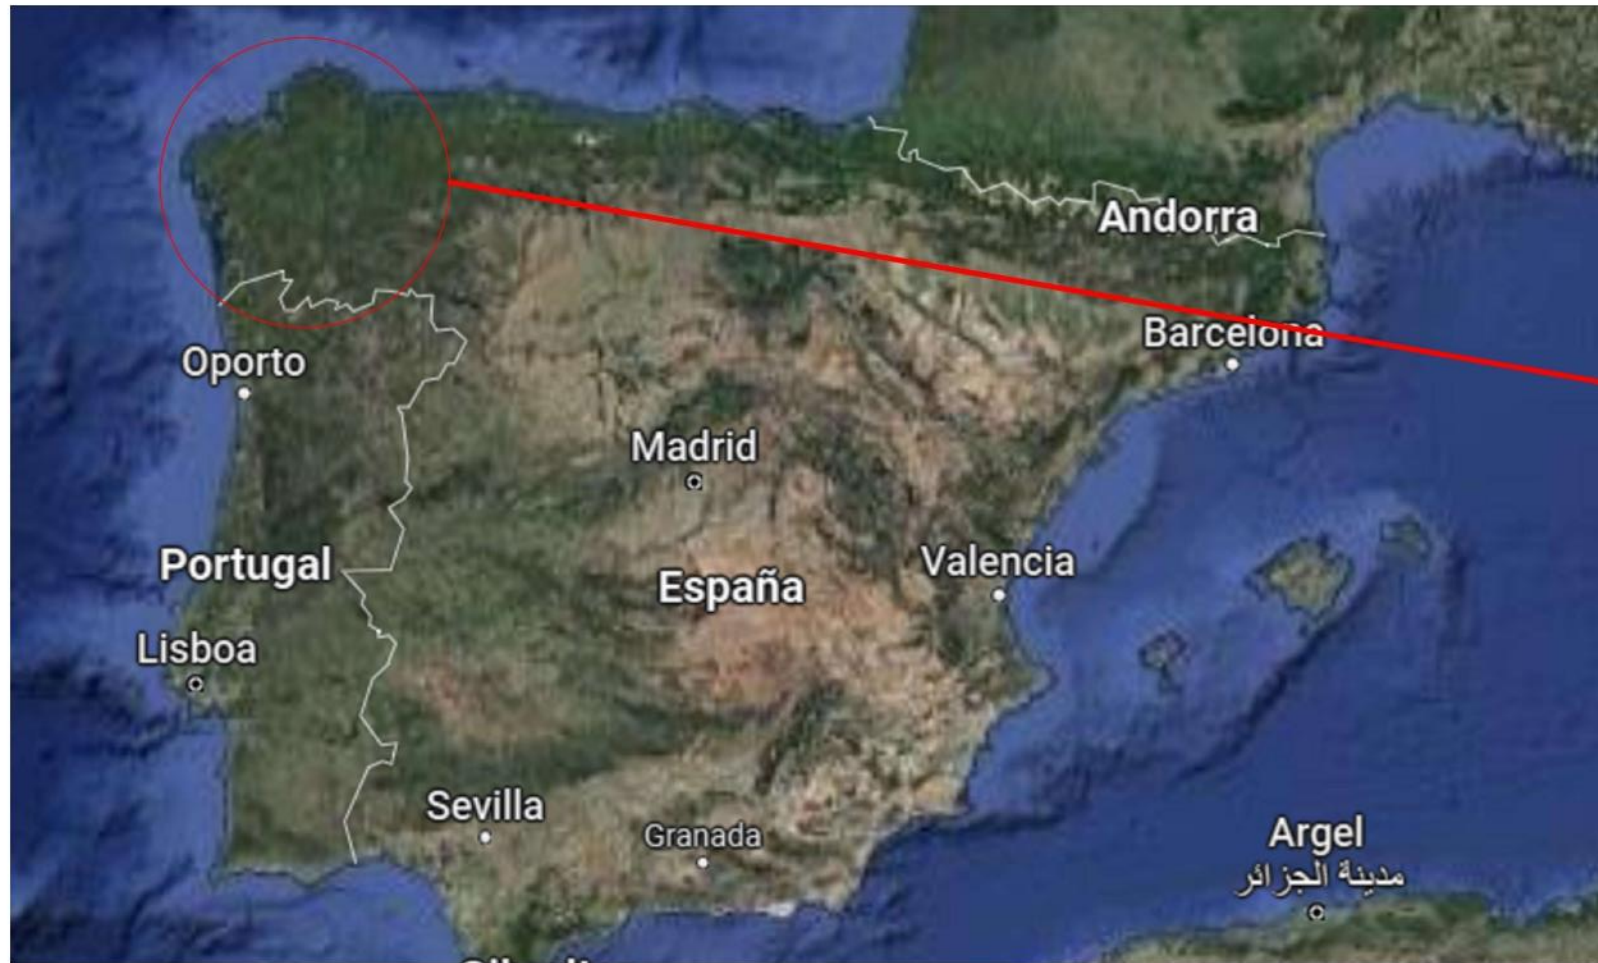 Andorra
Barcelona
Oporto
Madrid
Portugal
España
Valencia
Lisboa
Sevilla
Granada
Argel
مدينة الجزائر